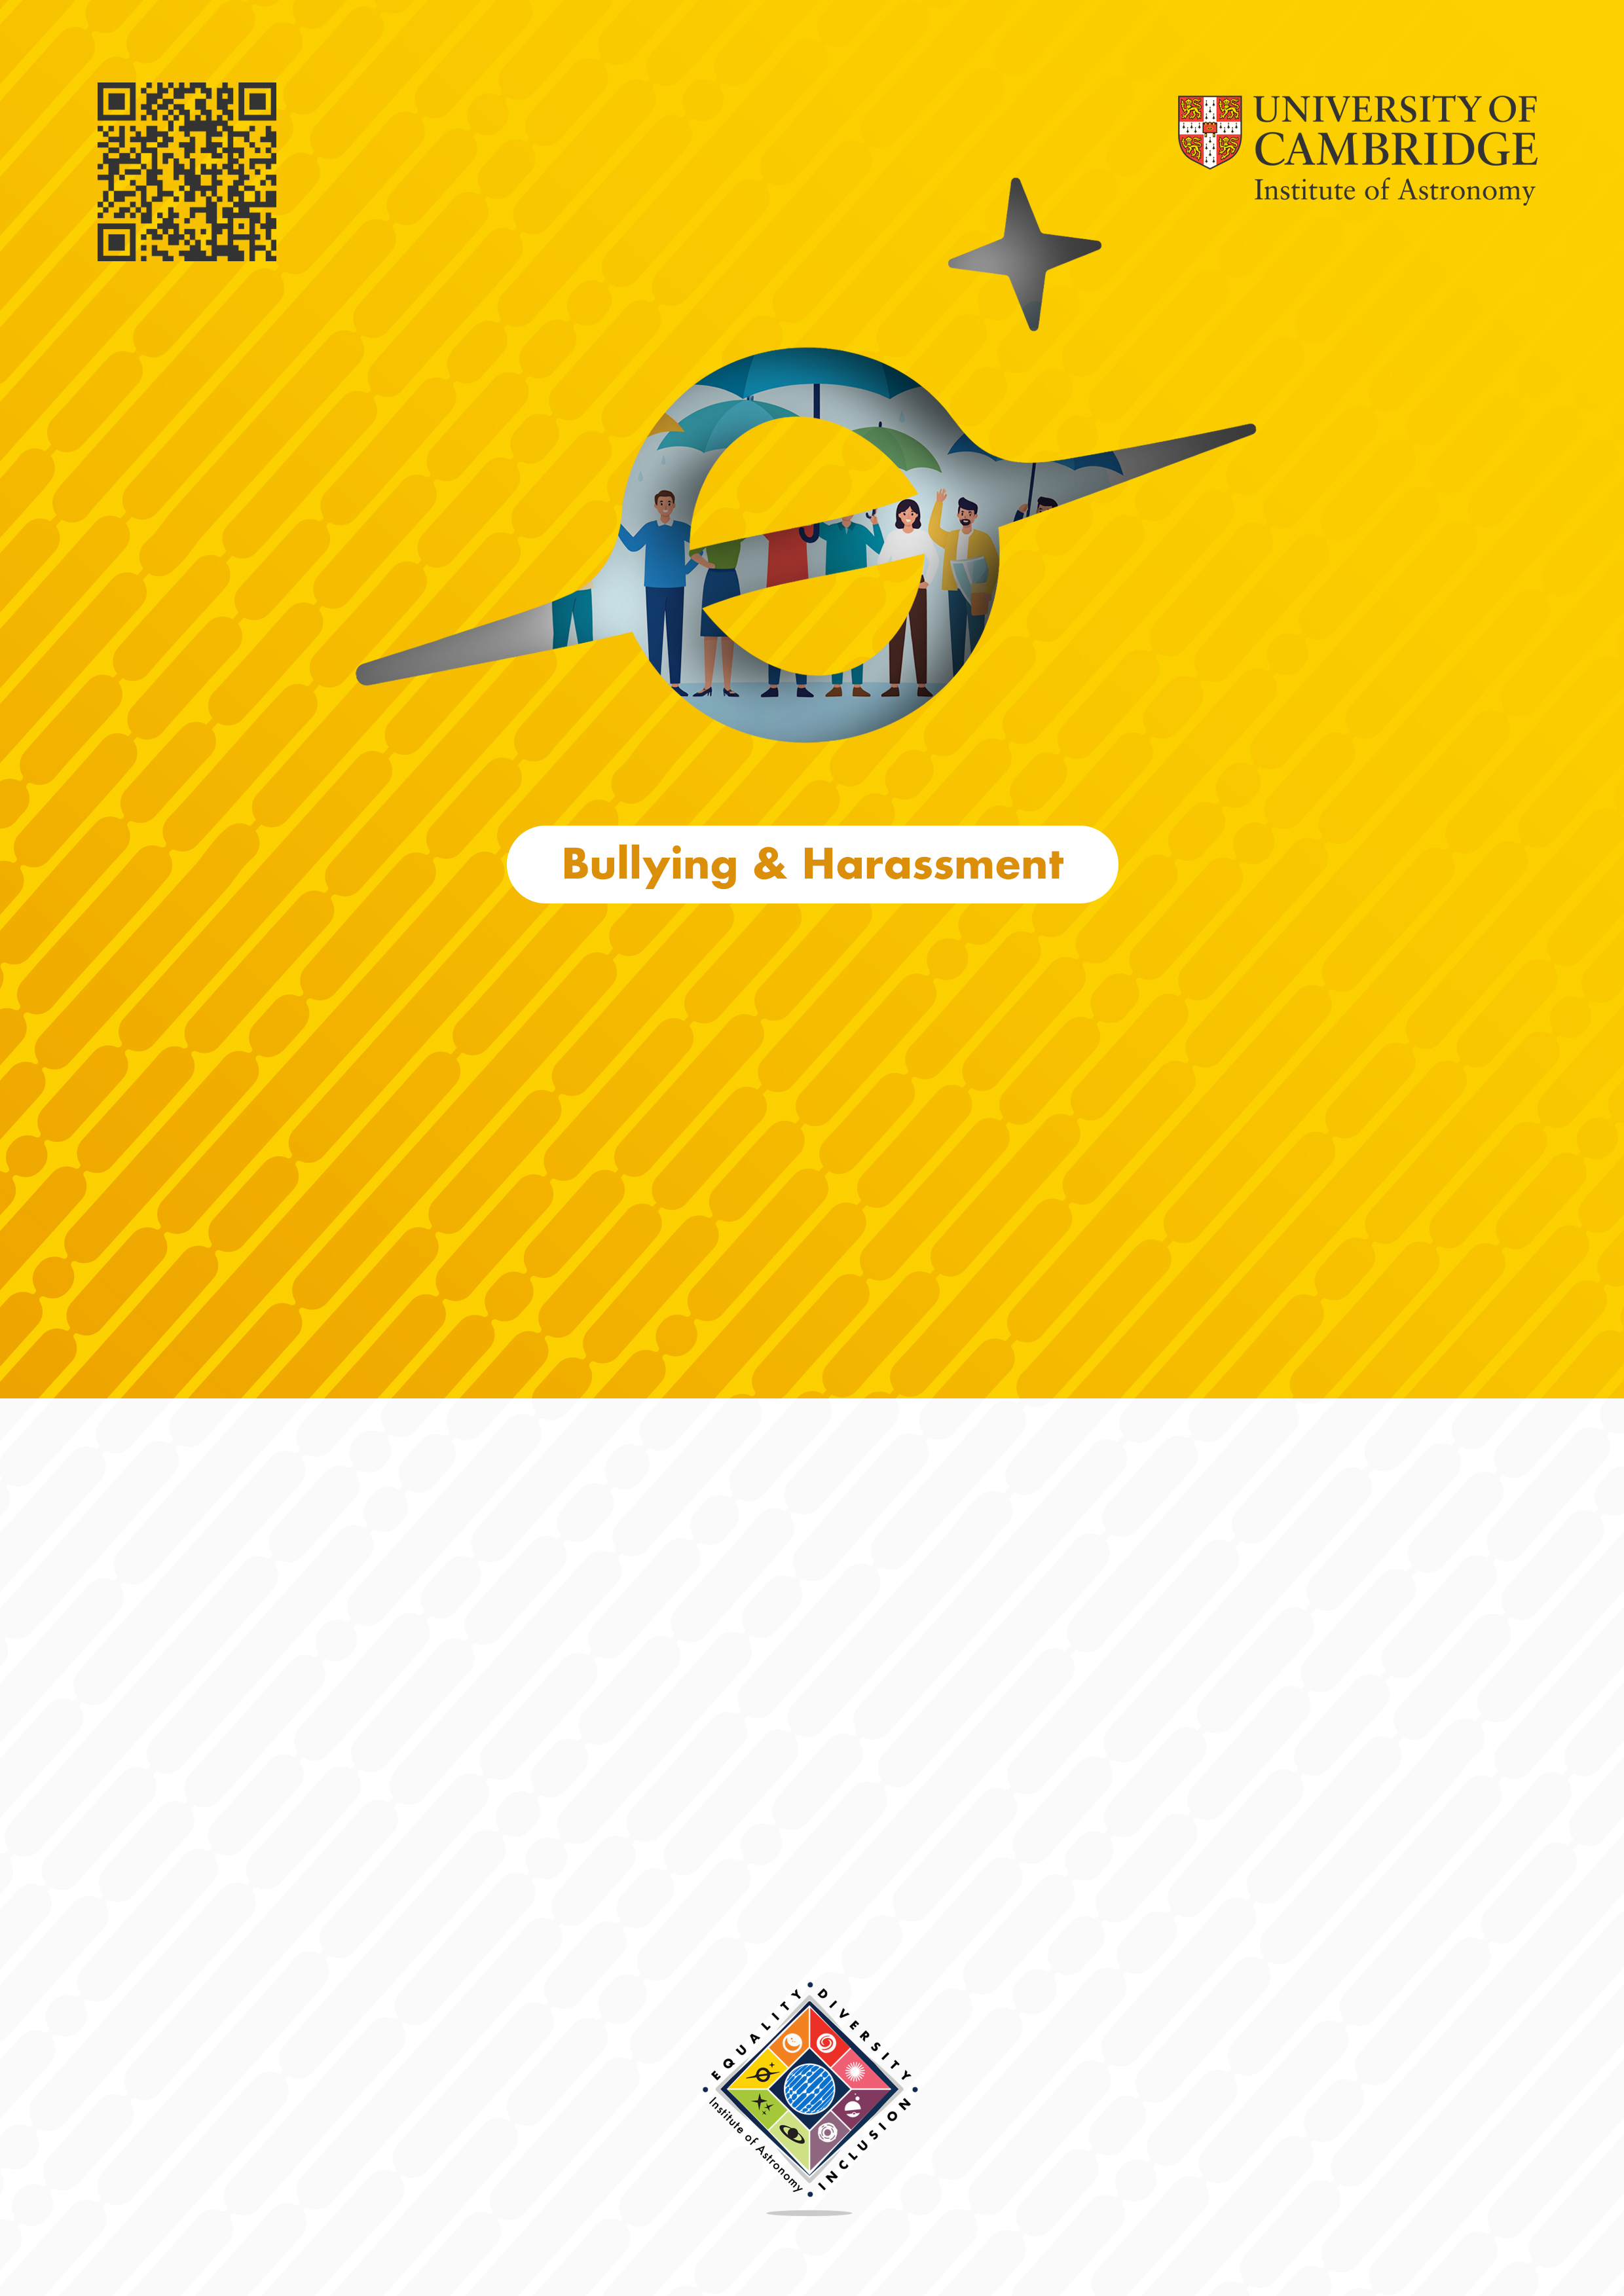 UNIVERSITY OF
CAMBRIDGE
Institute of Astronomy
Bullying & Harassment
EQUALITY
DIVERSITY
Institute of Astronomy
INCLUSION